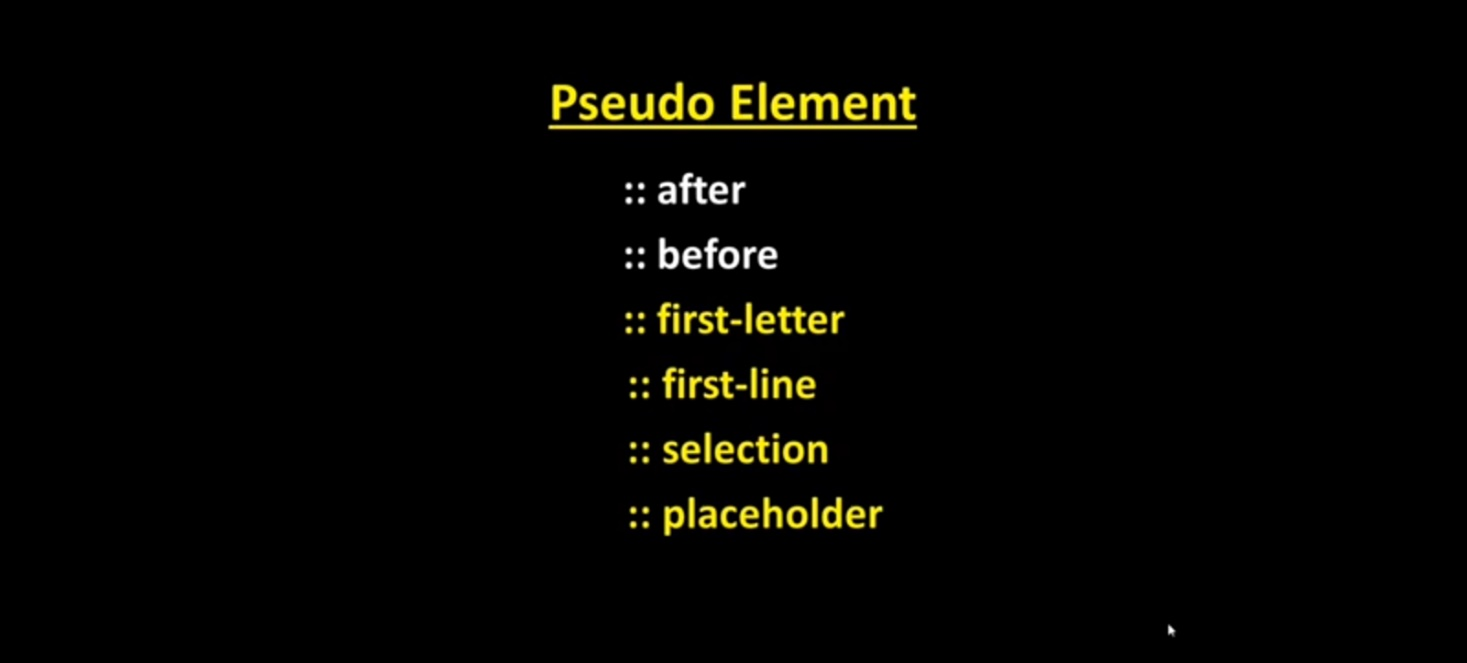 Pseudo Element
:: after
:: before
:: first-letter
:: first-line
:: selection
:: placeholder